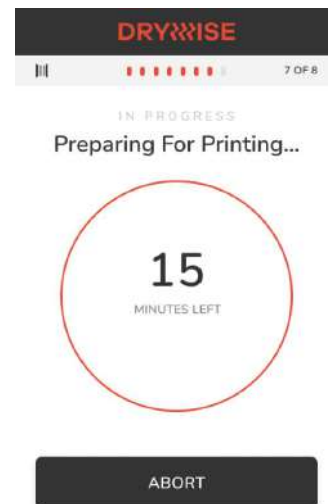 DRYWISE
7 OF 8
IN PROGRESS
Preparing For Printing...
15
MINUTES LEFT
ABORT